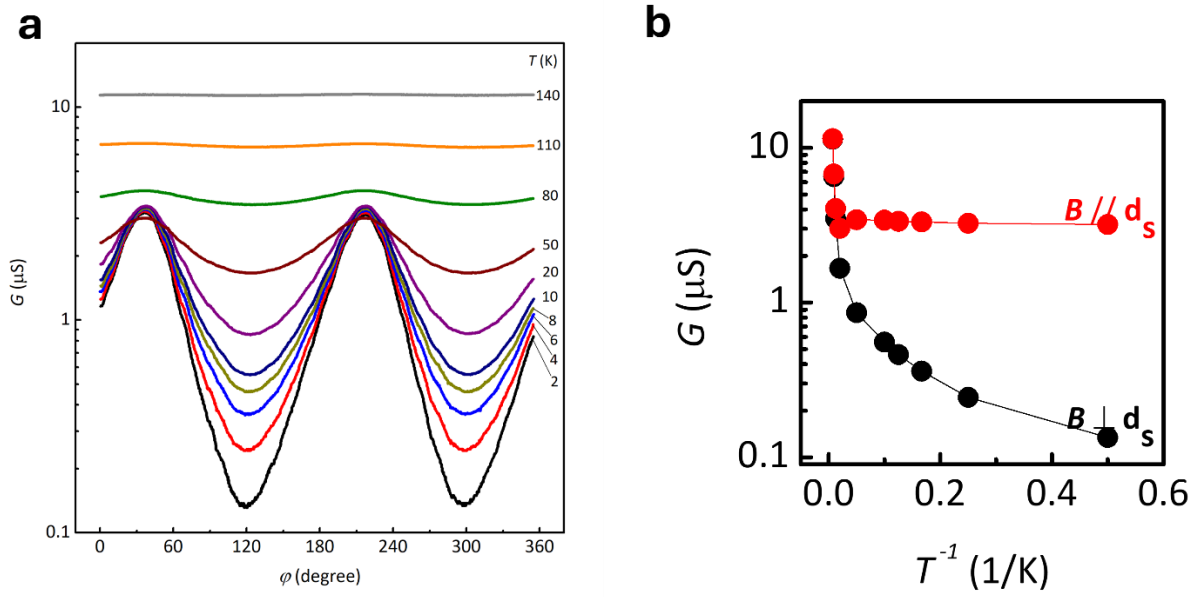 a
T (K)
140
10
110
80
50
20
10
8
6
4
2
1
0.1
G (μS)
0 60 120 180 240 300 360
φ (degree)
b
10
B // d_s
1
B ⊥ d_s
0.1
G (μS)
0.0 0.2 0.4 0.6
T⁻¹ (1/K)